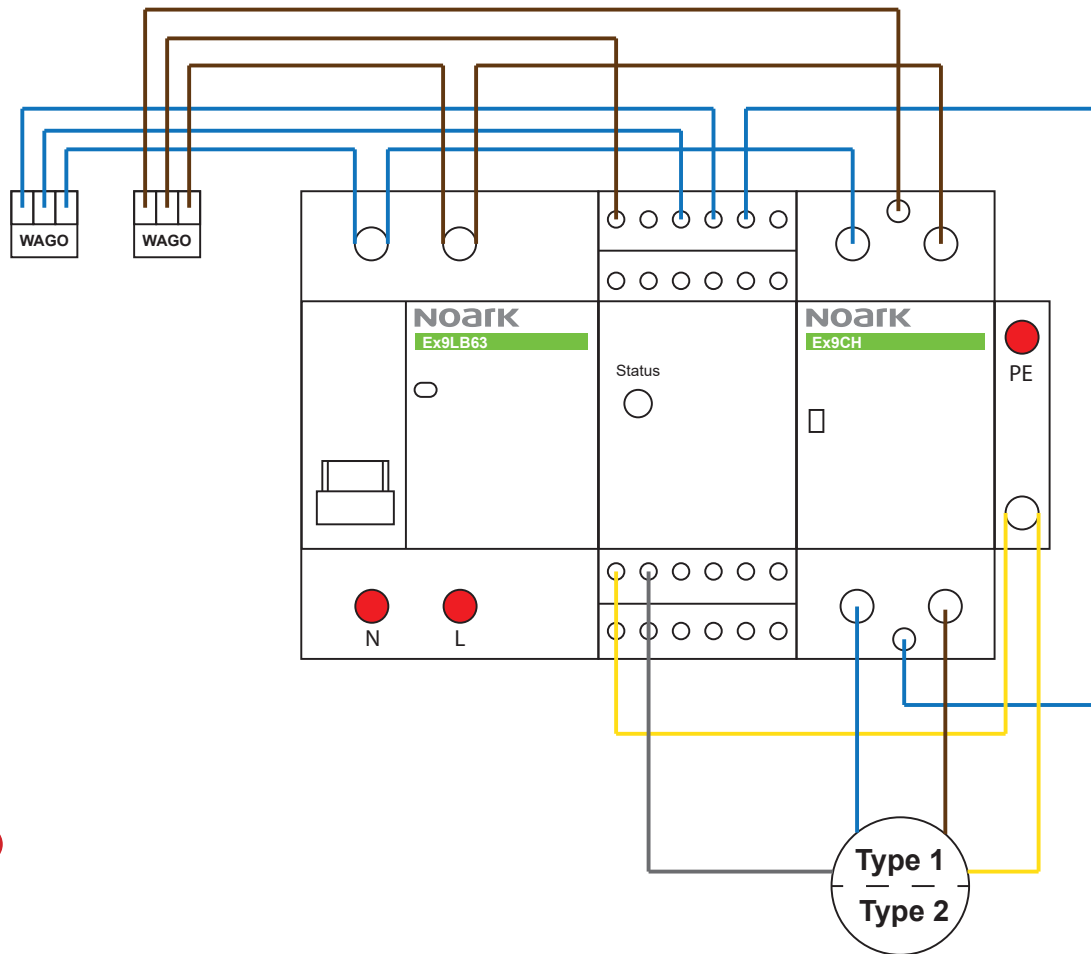 WAGO
WAGO
NOARK
Ex9LB63
Status
NOARK
Ex9CH
PE
N
L
Type 1
Type 2